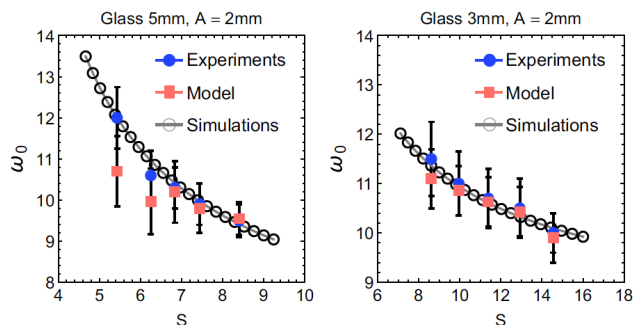 Glass 5mm, A = 2mm
14
13
12
11
10
9
8
ω0
Experiments
Model
Simulations
4 5 6 7 8 9 10
S
Glass 3mm, A = 2mm
14
13
12
11
10
9
ω0
Experiments
Model
Simulations
6 8 10 12 14 16 18
S